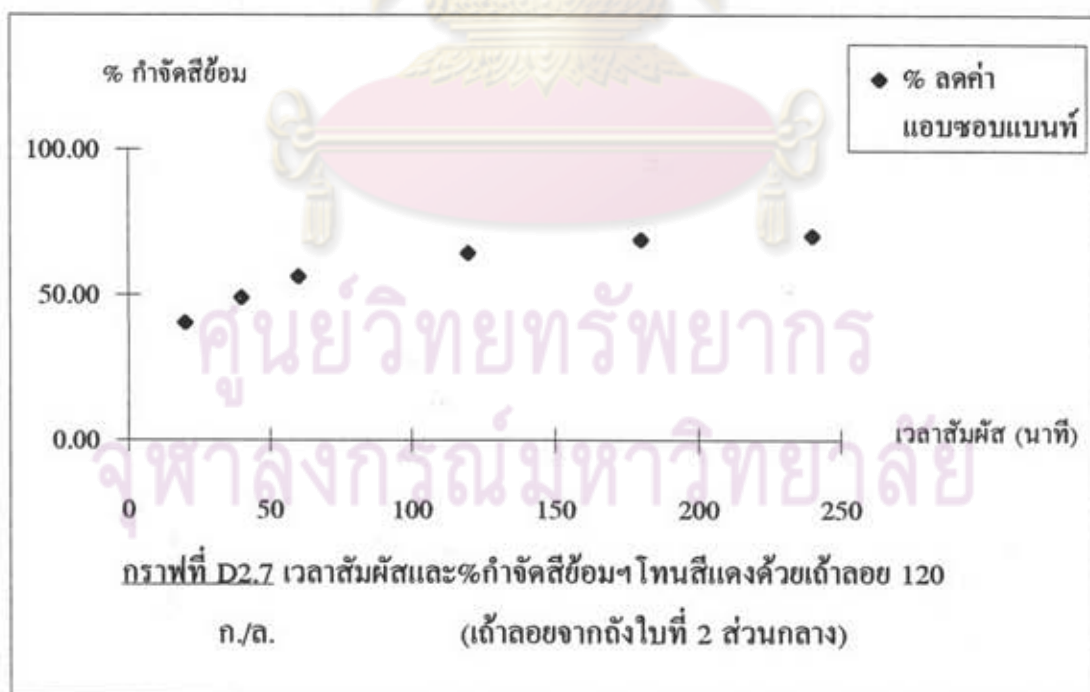 % กำจัดสีย้อม
◆ % ลดค่า
แอบซอบแบนท์
100.00
50.00
ศูนย์วิทยทรัพยากร
0.00
เวลาสัมผัส (นาที)
จุฬาลงกรณ์มหาวิทยาลัย
0 50 100 150 200 250
กราฟที่ D2.7 เวลาสัมผัสและ%กำจัดสีย้อมฯโทนสีแดงด้วยเถ้าลอย 120
ก./ล. (เถ้าลอยจากถังใบที่ 2 ส่วนกลาง)